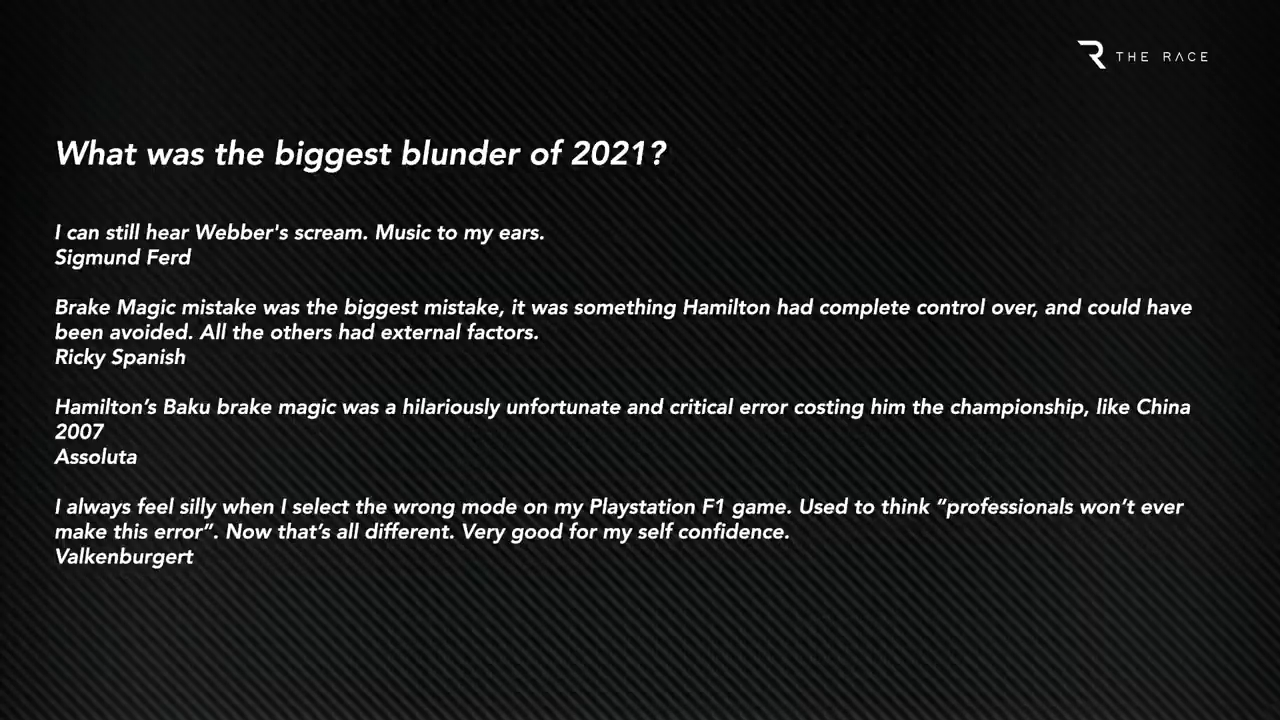 THE RACE
What was the biggest blunder of 2021?
I can still hear Webber's scream. Music to my ears.
Sigmund Ferd
Brake Magic mistake was the biggest mistake, it was something Hamilton had complete control over, and could have
been avoided. All the others had external factors.
Ricky Spanish
Hamilton’s Baku brake magic was a hilariously unfortunate and critical error costing him the championship, like China
2007
Assoluta
I always feel silly when I select the wrong mode on my Playstation F1 game. Used to think “professionals won’t ever
make this error”. Now that’s all different. Very good for my self confidence.
Valkenburgert